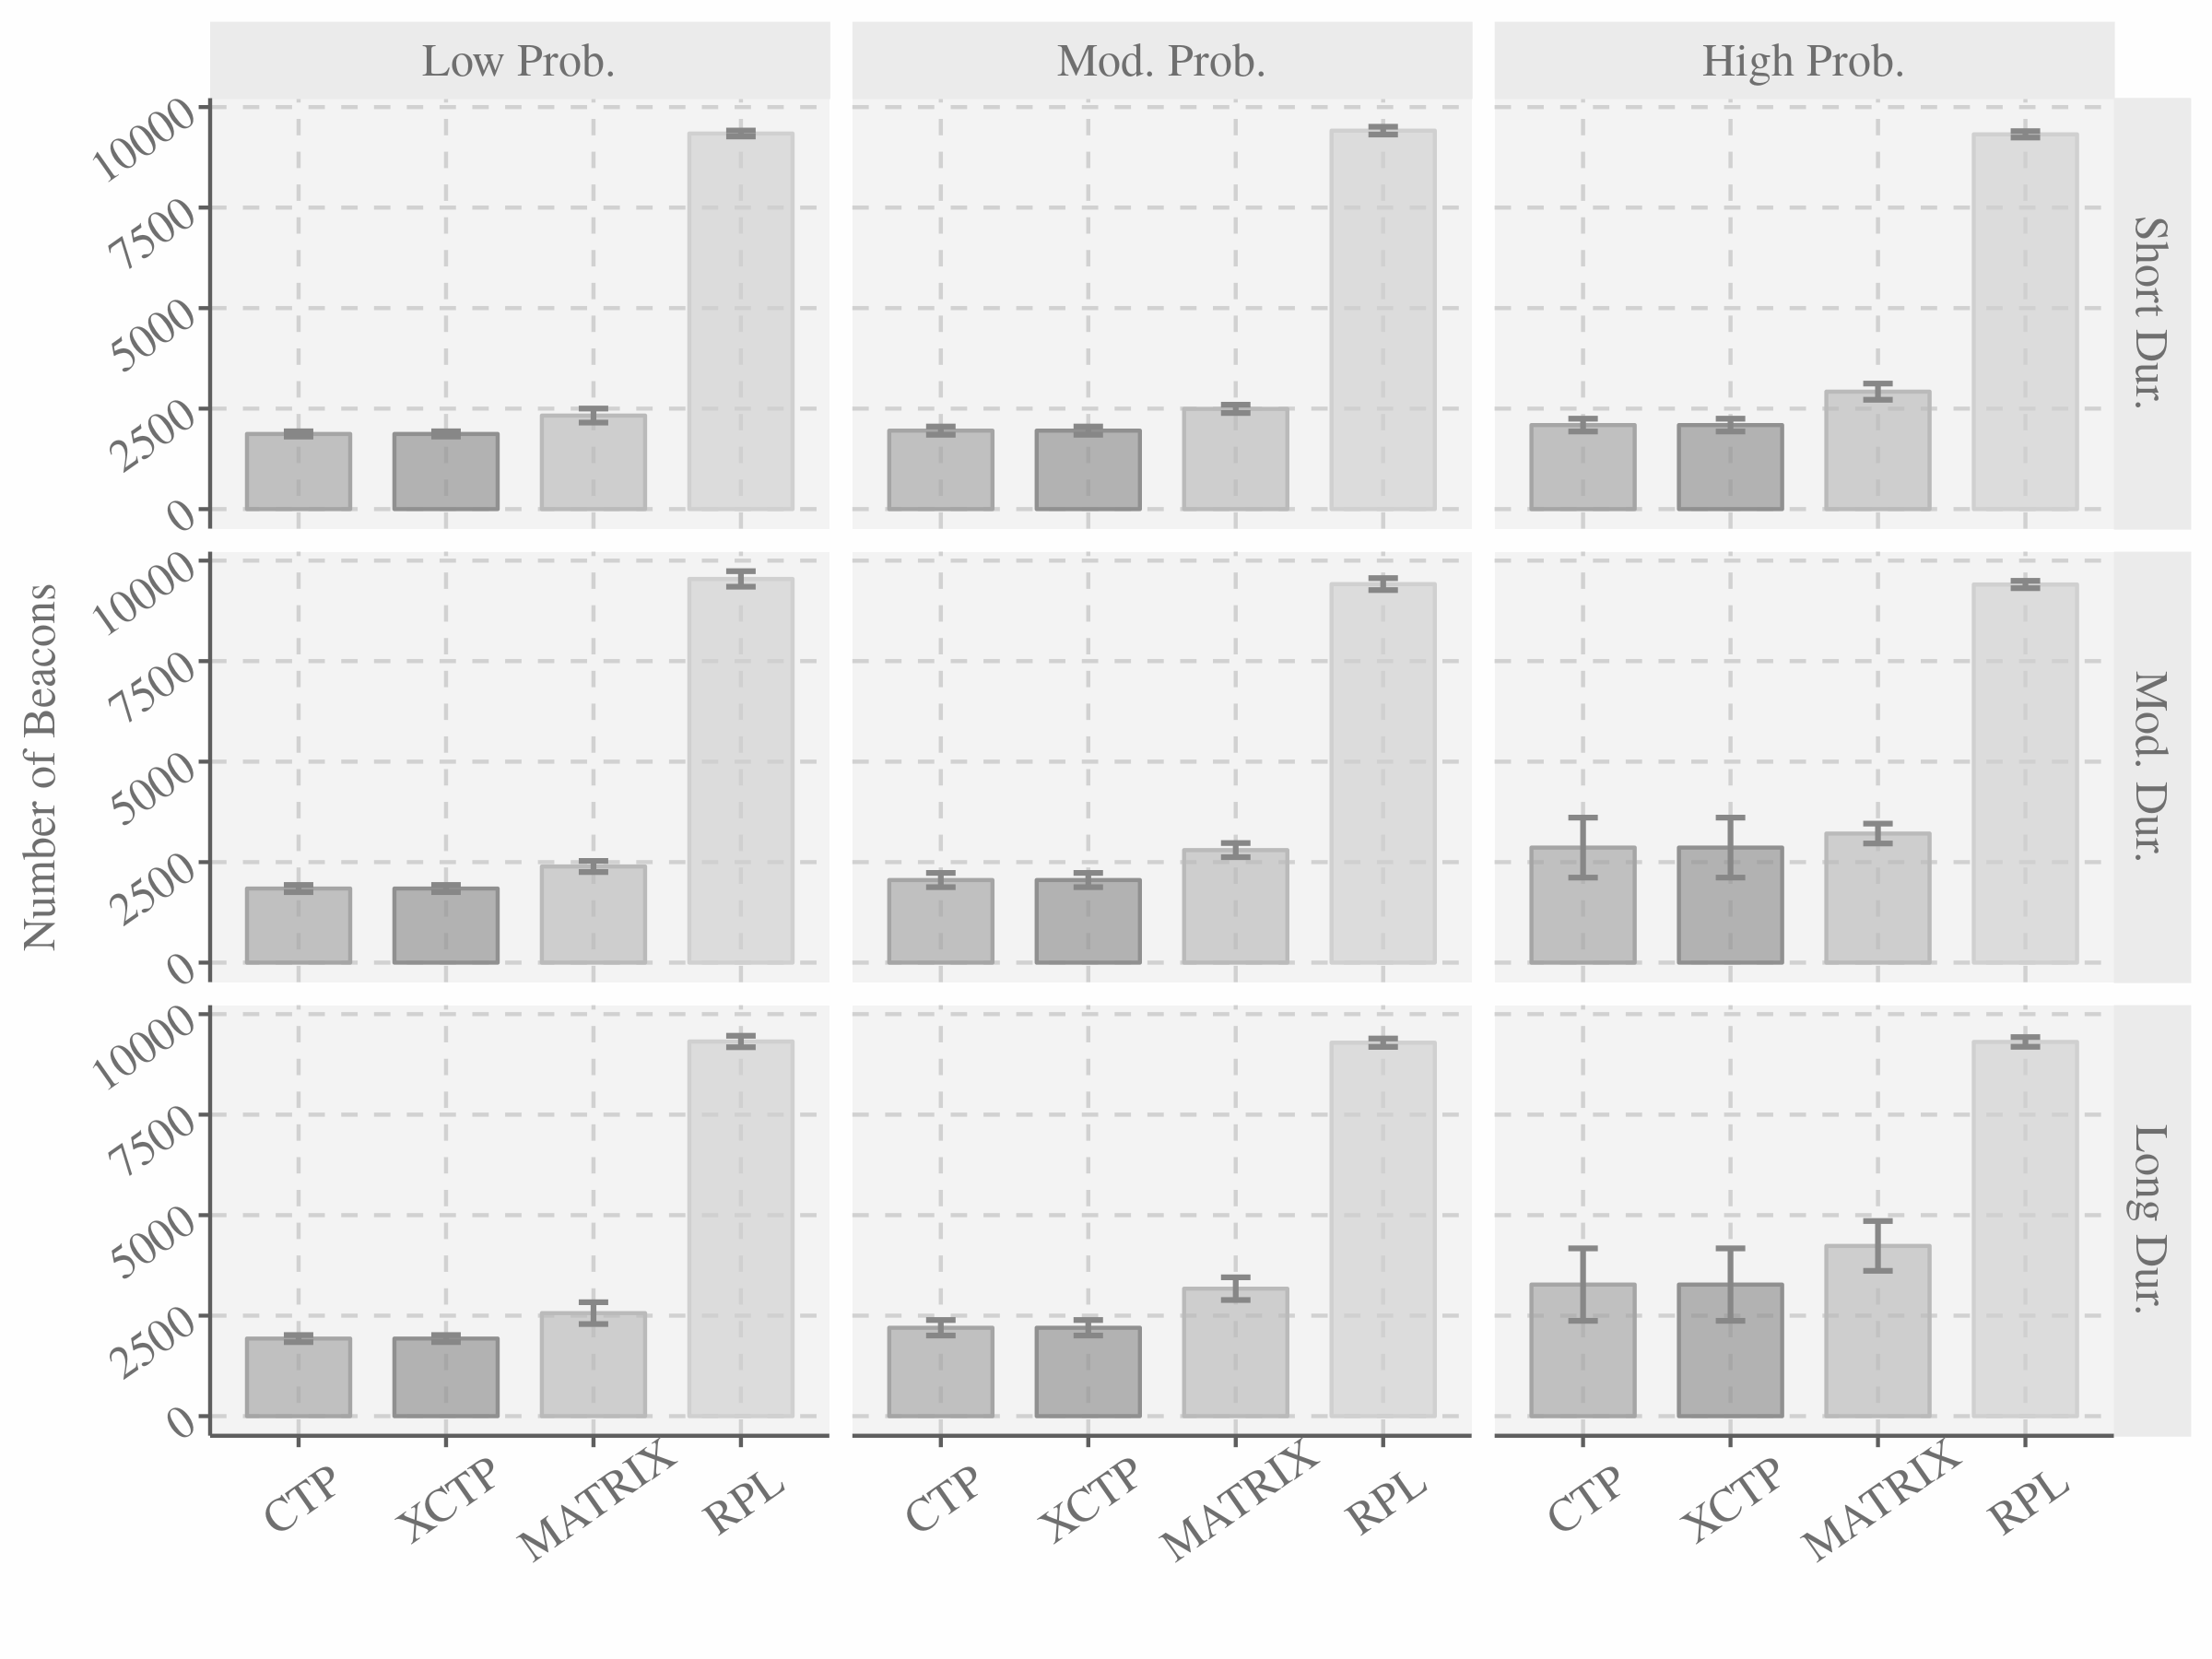 Low Prob.
Mod. Prob.
High Prob.
Number of Beacons
10000
7500
5000
2500
0
Short Dur.
10000
7500
5000
2500
0
Mod. Dur.
10000
7500
5000
2500
0
Long Dur.
CTP
XCTP
MATRIX
RPL
CTP
XCTP
MATRIX
RPL
CTP
XCTP
MATRIX
RPL